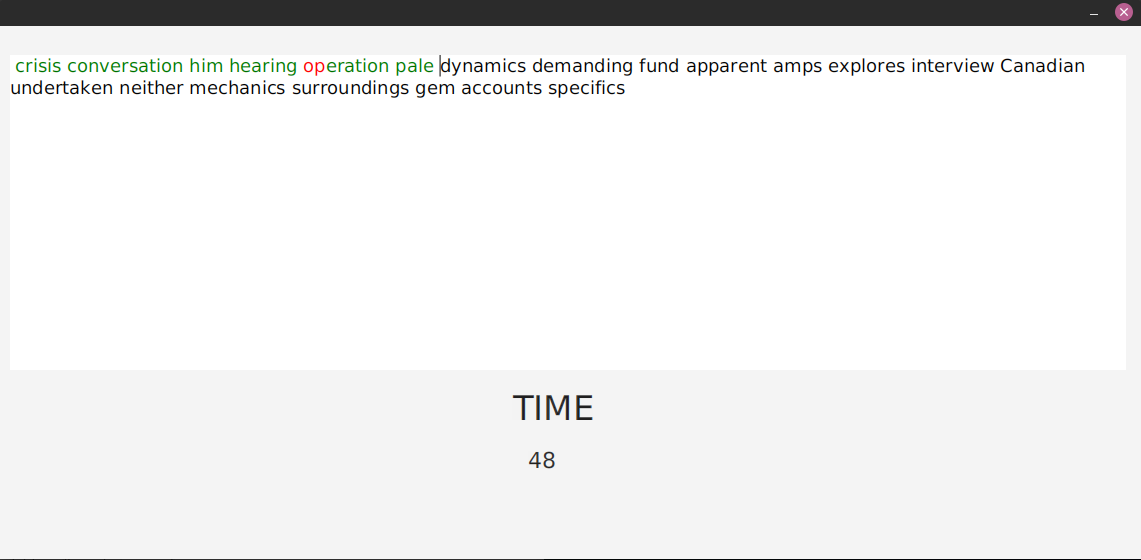 crisis conversation him hearing operation pale dynamics demanding fund apparent amps explores interview Canadian
undertaken neither mechanics surroundings gem accounts specifics
TIME
48